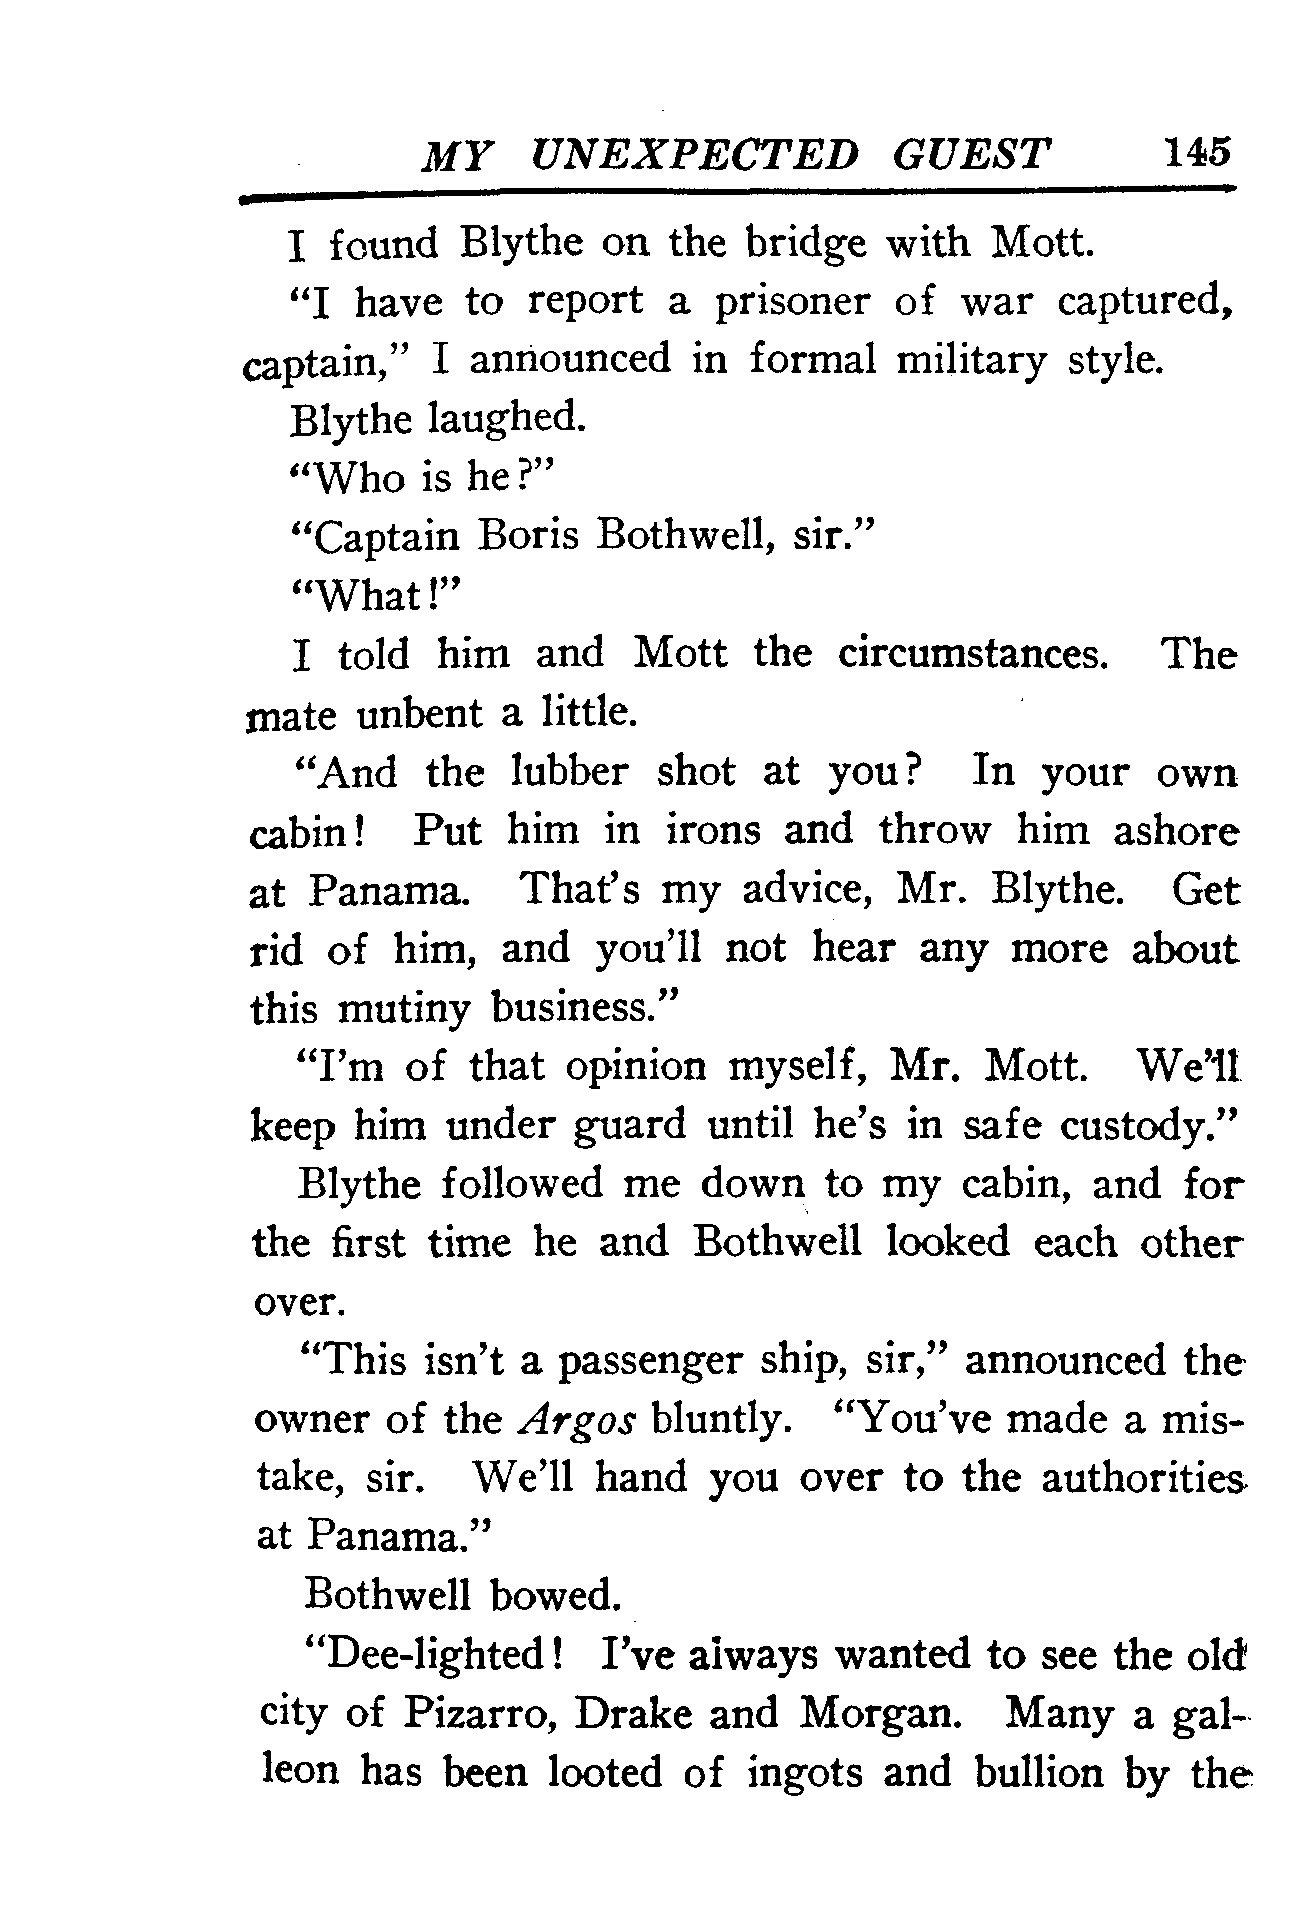 MY UNEXPECTED GUEST 145
I found Blythe on the bridge with Mott.
“I have to report a prisoner of war captured,
captain,” I announced in formal military style.
Blythe laughed.
“Who is he?”
“Captain Boris Bothwell, sir.”
“What!”
I told him and Mott the circumstances. The
mate unbent a little.
“And the lubber shot at you? In your own
cabin! Put him in irons and throw him ashore
at Panama. That’s my advice, Mr. Blythe. Get
rid of him, and you’ll not hear any more about
this mutiny business.”
“I’m of that opinion myself, Mr. Mott. We’ll
keep him under guard until he’s in safe custody.”
Blythe followed me down to my cabin, and for
the first time he and Bothwell looked each other
over.
“This isn’t a passenger ship, sir,” announced the
owner of the Argos bluntly. “You’ve made a mis-
take, sir. We’ll hand you over to the authorities
at Panama.”
Bothwell bowed.
“Dee-lighted! I’ve always wanted to see the old
city of Pizarro, Drake and Morgan. Many a gal-
leon has been looted of ingots and bullion by the